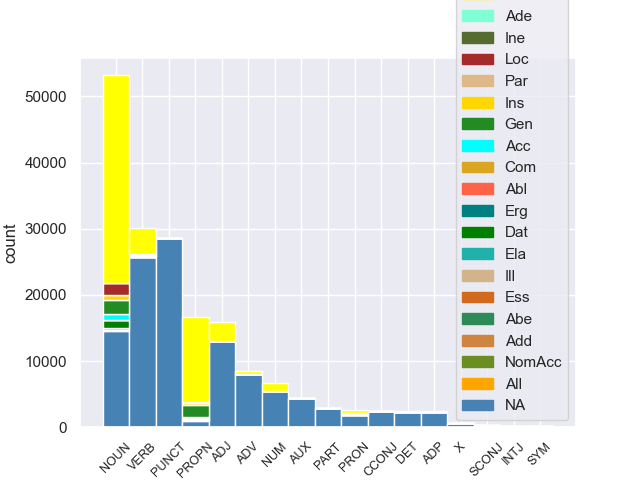 Ade
Ine
Loc
Par
Ins
Gen
Acc
Com
Abl
Erg
Dat
Ela
Ill
Ess
Abe
Add
NomAcc
All
NA
50000
40000
30000
20000
10000
0
count
NOUN
VERB
PUNCT
PROPN
ADJ
ADV
NUM
AUX
PART
PRON
CCONJ
DET
ADP
X
SCONJ
INTJ
SYM